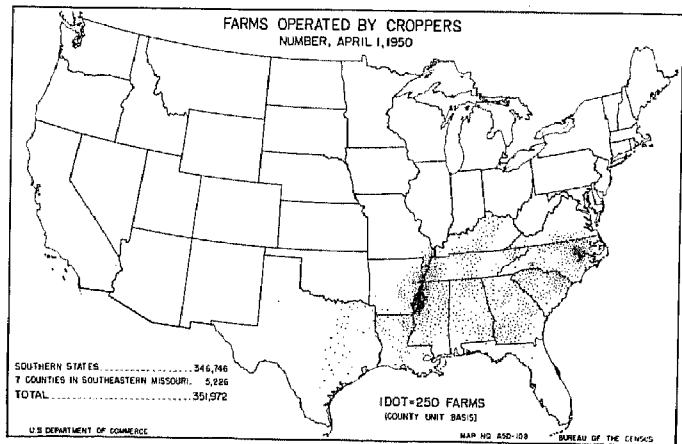 FARMS OPERATED BY CROPPERS
NUMBER, APRIL 1, 1950
SOUTHERN STATES 346,746
7 COUNTIES IN SOUTHEASTERN MISSOURI. 5,226
TOTAL 351,972
1 DOT=250 FARMS
(COUNTY UNIT BASIS)
U.S DEPARTMENT OF COMMERCE
MAP NO. A50-108
BUREAU OF THE CENSUS